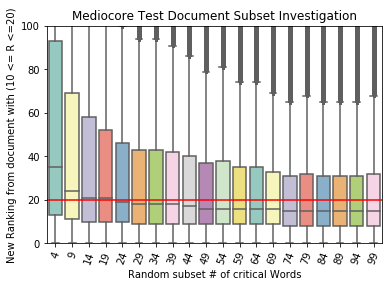 Mediocore Test Document Subset Investigation
New Ranking from document with (10 <= R <=20)
100
80
60
40
20
0
4 9 14 19 24 29 34 39 44 49 54 59 64 69 74 79 84 89 94 99
Random subset # of critical Words